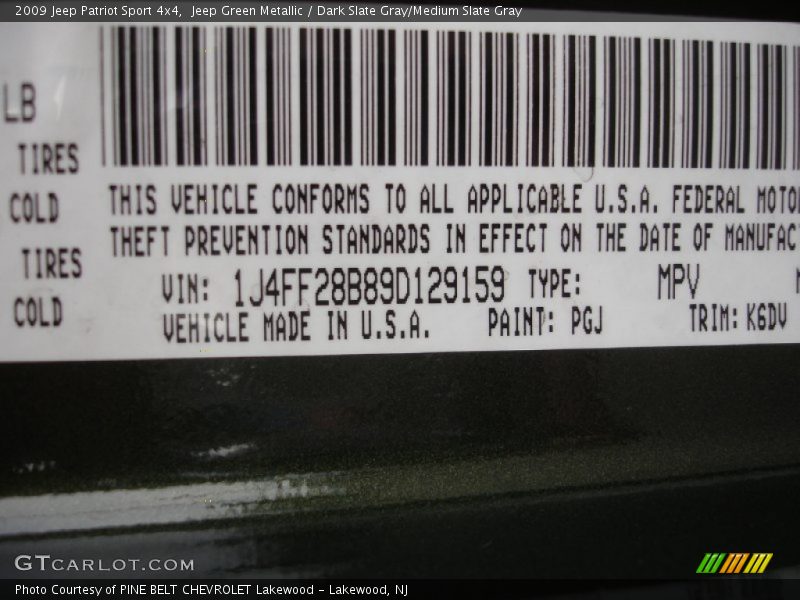 2009 Jeep Patriot Sport 4x4, Jeep Green Metallic / Dark Slate Gray/Medium Slate Gray
LB
TIRES
COLD
TIRES
COLD
THIS VEHICLE CONFORMS TO ALL APPLICABLE U.S.A. FEDERAL MOTO
THEFT PREVENTION STANDARDS IN EFFECT ON THE DATE OF MANUFAC
VIN: 1J4FF28B89D129159 TYPE: MPV
VEHICLE MADE IN U.S.A. PAINT: PGJ TRIM: K6DV
GTCARLOT.COM
Photo Courtesy of PINE BELT CHEVROLET Lakewood - Lakewood, NJ